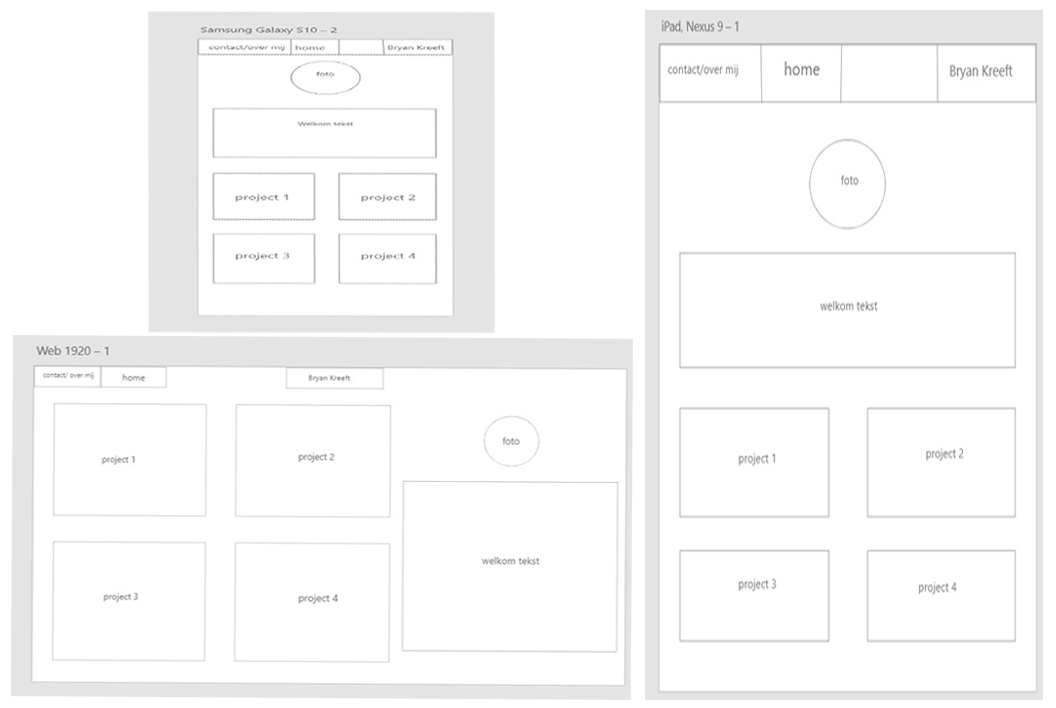 Samsung Galaxy S10 – 2
contact/over mij home Bryan Kreeft
foto
Welkom tekst
project 1 project 2
project 3 project 4
Web 1920 – 1
contact/ over mij home Bryan Kreeft
project 1 project 2 foto
welkom tekst
project 3 project 4
iPad, Nexus 9 – 1
contact/over mij home Bryan Kreeft
foto
welkom tekst
project 1 project 2
project 3 project 4